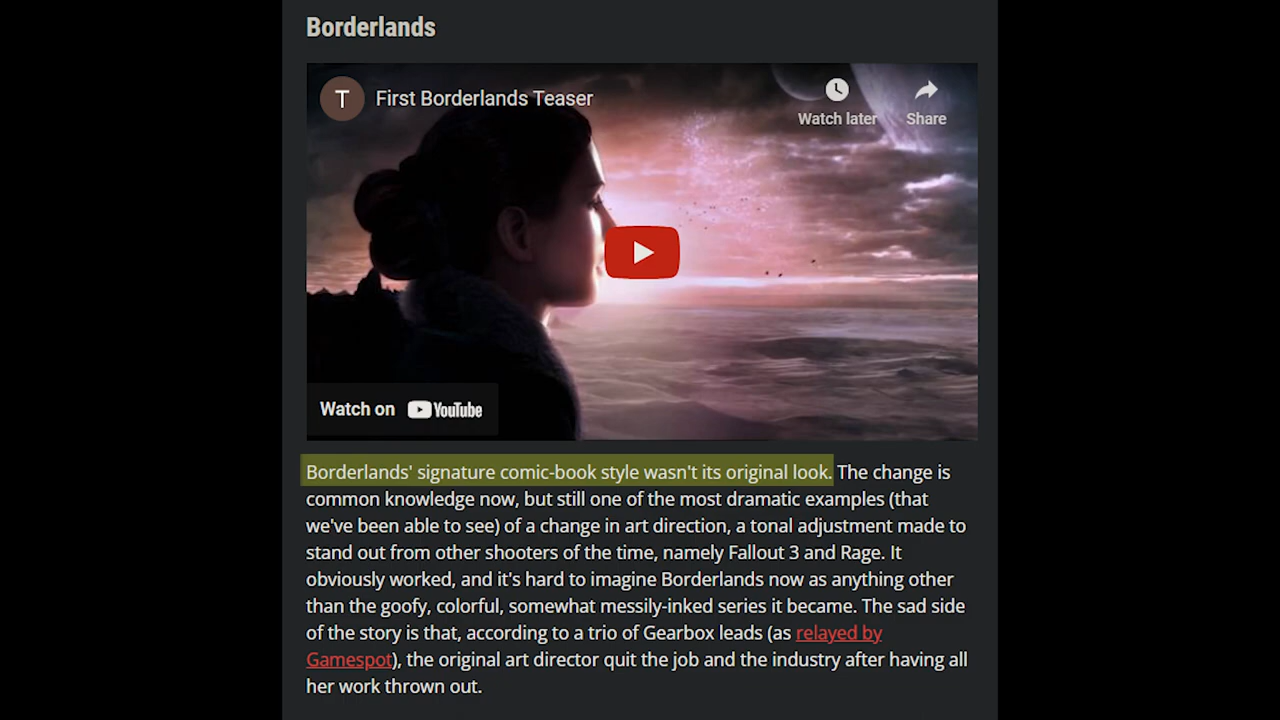 Borderlands
T
First Borderlands Teaser
Watch later
Share
Watch on YouTube
Borderlands' signature comic-book style wasn't its original look. The change is
common knowledge now, but still one of the most dramatic examples (that
we've been able to see) of a change in art direction, a tonal adjustment made to
stand out from other shooters of the time, namely Fallout 3 and Rage. It
obviously worked, and it's hard to imagine Borderlands now as anything other
than the goofy, colorful, somewhat messily-inked series it became. The sad side
of the story is that, according to a trio of Gearbox leads (as relayed by
Gamespot), the original art director quit the job and the industry after having all
her work thrown out.